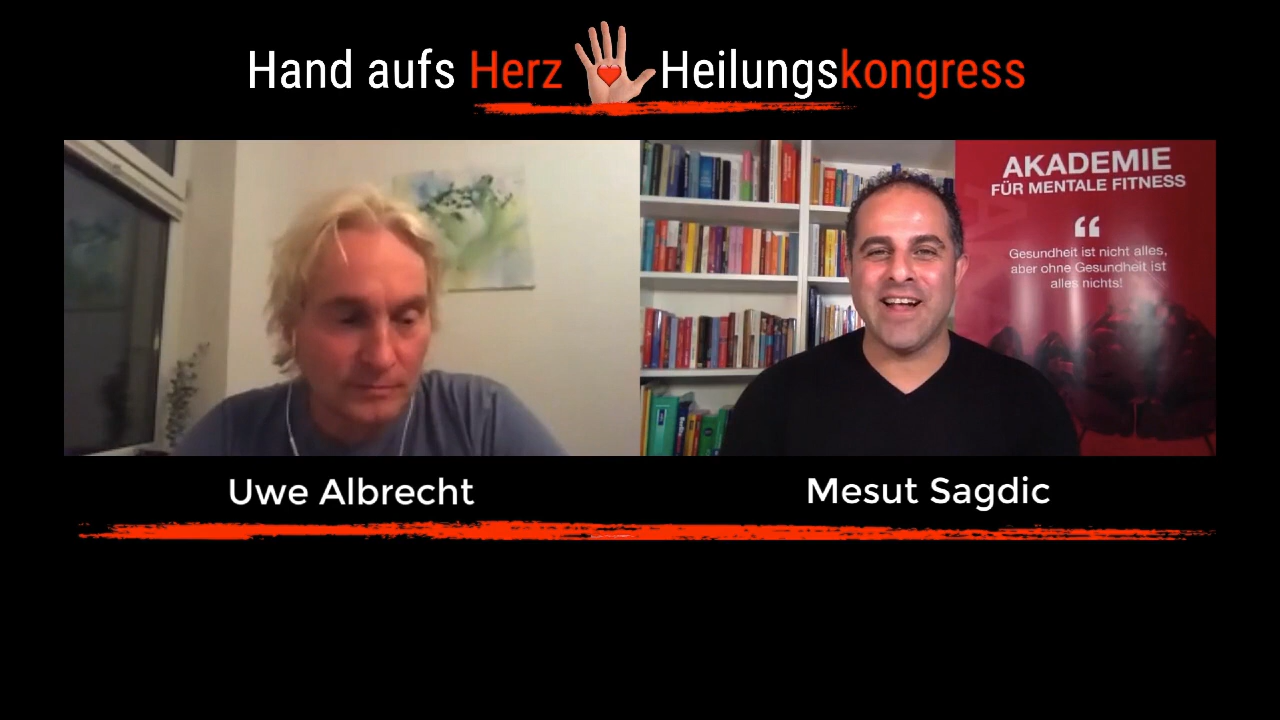 Hand aufs Herz Heilungskongress
AKADEMIE
FÜR MENTALE FITNESS
“
Gesundheit ist nicht alles,
aber ohne Gesundheit ist
alles nichts!
Uwe Albrecht
Mesut Sagdic